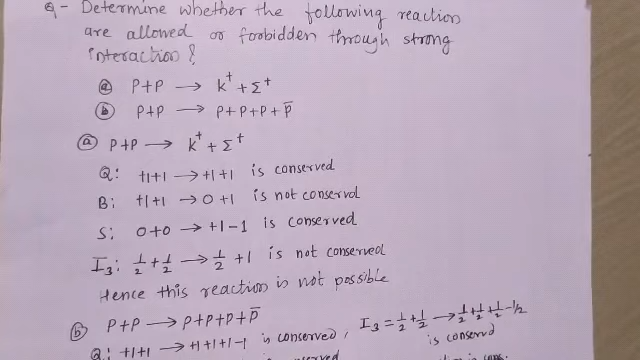 Q- Determine whether the following reaction
are allowed or forbidden through strong
interaction?
(a) P+P → K⁺ + Σ⁺
(b) P+P → P+P+P+P̅
(a) P+P → K⁺ + Σ⁺
Q: +1+1 → +1+1 is conserved
B: +1+1 → 0+1 is not conservd
S: 0+0 → +1-1 is conserved
I₃: 1/2 + 1/2 → 1/2 + 1 is not conserved
Hence this reaction is not possible
(b) P+P → P+P+P+P̅
I₃ = 1/2 + 1/2 → 1/2+1/2+1/2-1/2
Q: +1+1 → +1+1+1-1 is conserved,
is conservd